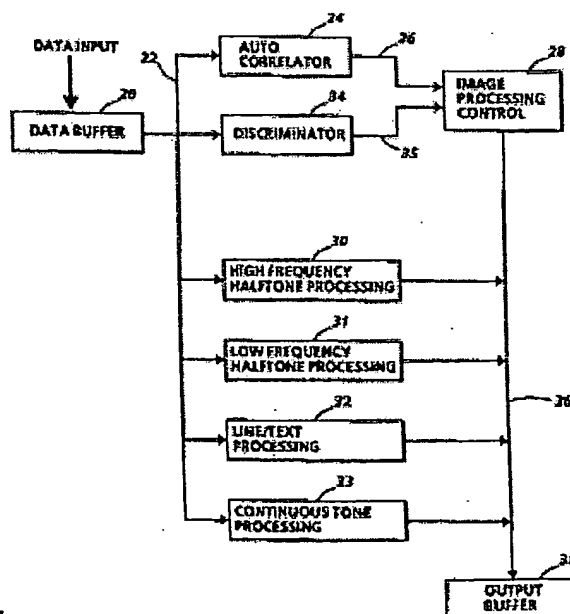 DATA INPUT
20
DATA BUFFER
22
24
AUTO
CORRELATOR
26
34
DISCRIMINATOR
35
28
IMAGE
PROCESSING
CONTROL
30
HIGH FREQUENCY
HALFTONE PROCESSING
31
LOW FREQUENCY
HALFTONE PROCESSING
32
LINE/TEXT
PROCESSING
33
CONTINUOUS TONE
PROCESSING
36
OUTPUT
BUFFER